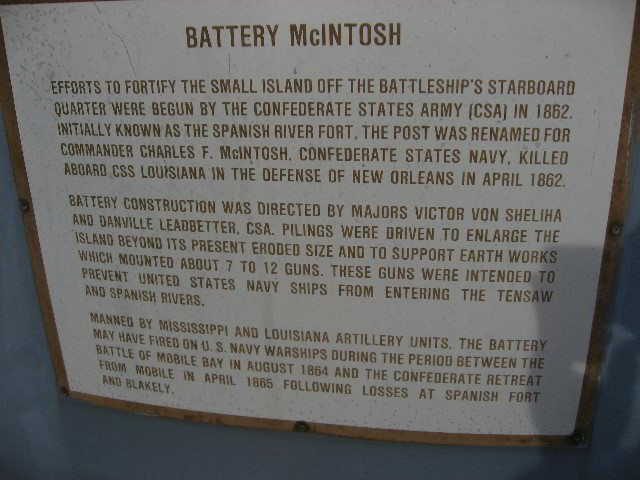 BATTERY McINTOSH
EFFORTS TO FORTIFY THE SMALL ISLAND OFF THE BATTLESHIP'S STARBOARD
QUARTER WERE BEGUN BY THE CONFEDERATE STATES ARMY (CSA) IN 1862.
INITIALLY KNOWN AS THE SPANISH RIVER FORT, THE POST WAS RENAMED FOR
COMMANDER CHARLES F. McINTOSH, CONFEDERATE STATES NAVY, KILLED
ABOARD CSS LOUISIANA IN THE DEFENSE OF NEW ORLEANS IN APRIL 1862.
BATTERY CONSTRUCTION WAS DIRECTED BY MAJORS VICTOR VON SHELIHA
AND DANVILLE LEADBETTER, CSA. PILINGS WERE DRIVEN TO ENLARGE THE
ISLAND BEYOND ITS PRESENT ERODED SIZE AND TO SUPPORT EARTH WORKS
WHICH MOUNTED ABOUT 7 TO 12 GUNS. THESE GUNS WERE INTENDED TO
PREVENT UNITED STATES NAVY SHIPS FROM ENTERING THE TENSAW
AND SPANISH RIVERS.
MANNED BY MISSISSIPPI AND LOUISIANA ARTILLERY UNITS, THE BATTERY
MAY HAVE FIRED ON U.S. NAVY WARSHIPS DURING THE PERIOD BETWEEN THE
BATTLE OF MOBILE BAY IN AUGUST 1864 AND THE CONFEDERATE RETREAT
FROM MOBILE IN APRIL 1865 FOLLOWING LOSSES AT SPANISH FORT
AND BLAKELY.